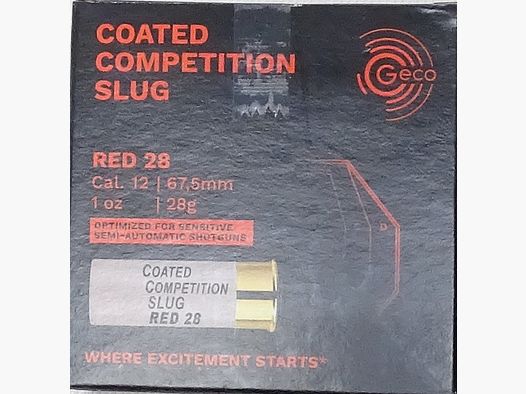 COATED
COMPETITION
SLUG
Geco
RED 28
Cal. 12 | 67,5mm
1 oz | 28g
OPTIMIZED FOR SENSITIVE
SEMI-AUTOMATIC SHOTGUNS
D
COATED
COMPETITION
SLUG
RED 28
WHERE EXCITEMENT STARTS*